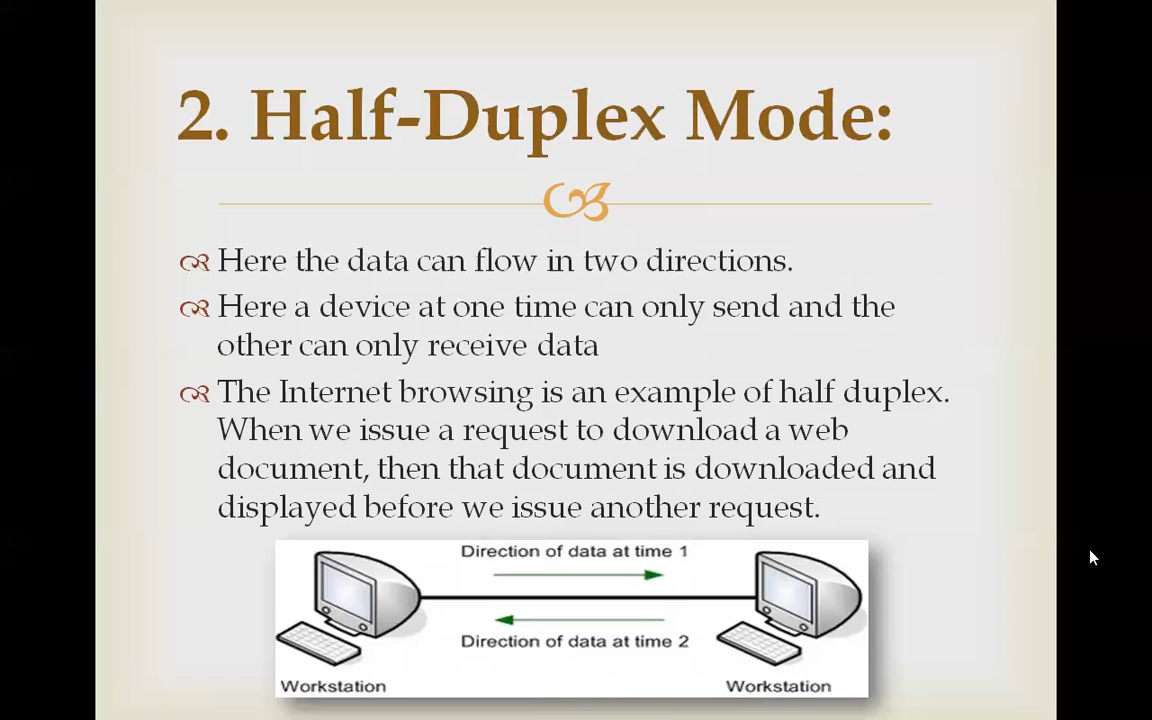 2. Half-Duplex Mode:
Here the data can flow in two directions.
Here a device at one time can only send and the
other can only receive data
The Internet browsing is an example of half duplex.
When we issue a request to download a web
document, then that document is downloaded and
displayed before we issue another request.
Direction of data at time 1
Direction of data at time 2
Workstation
Workstation